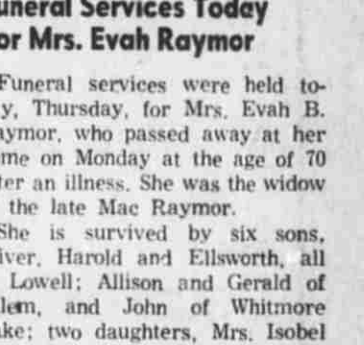 uneral Services Today
or Mrs. Evah Raymor
Funeral services were held to-
y, Thursday, for Mrs. Evah B.
aymor, who passed away at her
me on Monday at the age of 70
ter an illness. She was the widow
the late Mac Raymor.
She is survived by six sons,
iver, Harold and Ellsworth, all
Lowell; Allison and Gerald of
lem, and John of Whitmore
ke; two daughters, Mrs. Isobel